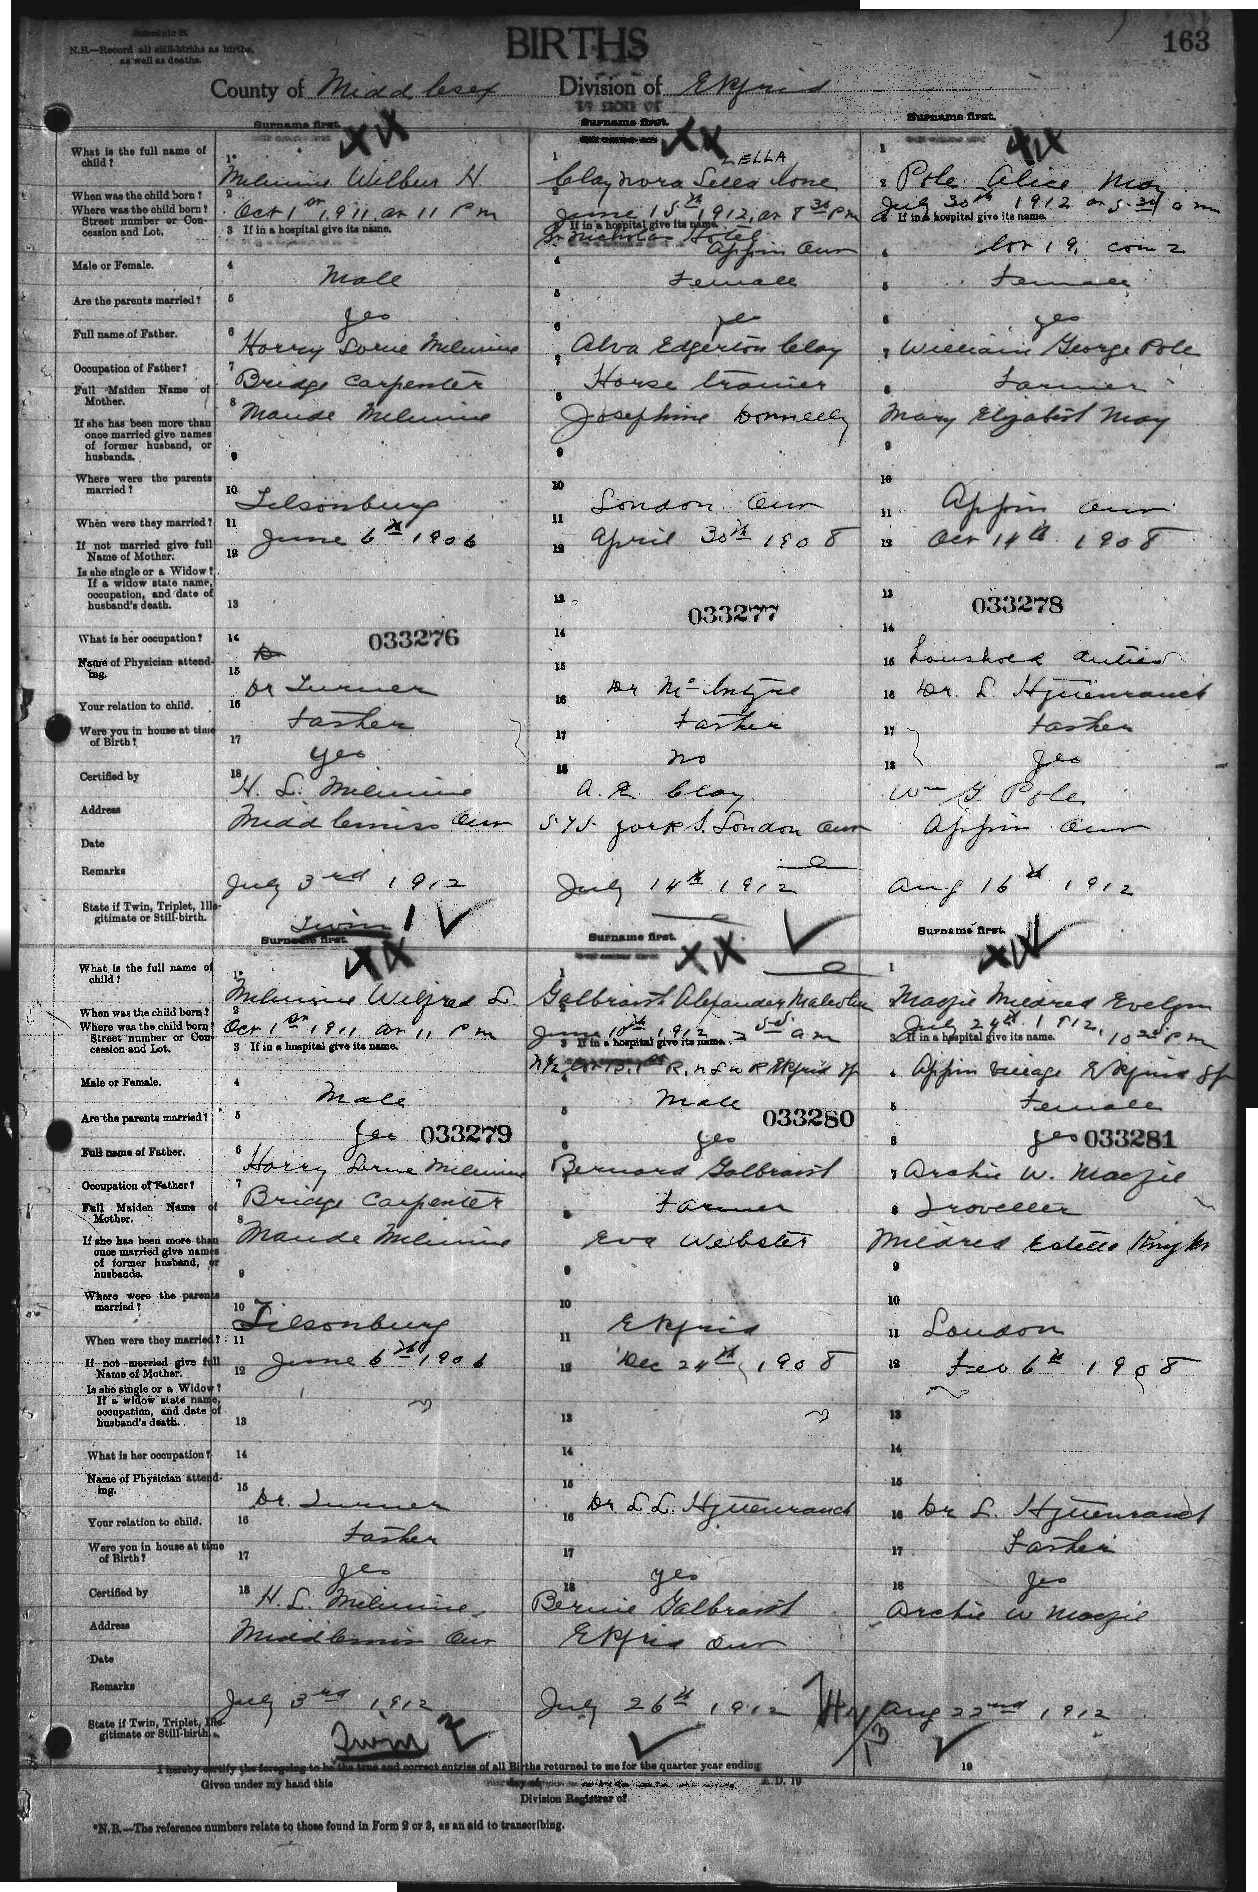 Schedule B.
N.B.—Record all still-births as births,
as well as deaths.
BIRTHS
163
County of Middlesex Division of Ekfrid
Surname first.
Surname first.
Surname first.
XX
XX
XX
What is the full name of
child?
When was the child born?
Where was the child born?
Street number or Con-
cession and Lot.
Male or Female.
Are the parents married?
Full name of Father.
Occupation of Father?
Full Maiden Name of
Mother.
If she has been more than
once married give names
of former husband, or
husbands.
Where were the parents
married?
When were they married?
If not married give full
Name of Mother.
Is she single or a Widow?
If a widow state name,
occupation, and date of
husband's death.
What is her occupation?
Name of Physician attend-
ing.
Your relation to child.
Were you in house at time
of Birth?
Certified by
Address
Date
Remarks
State if Twin, Triplet, Ille-
gitimate or Still-birth.
1* Wilbur H.
2 Oct 1st 1911, at 11 P m
3 If in a hospital give its name.
4 Male
5 yes
6 Harry Lorne
7 Bridge Carpenter
8 Maude
9
10 Tilsonburg
11 June 6th 1906
12
13
033276
14
15 Dr Turner
16 Father
17 yes
18 H. L.
Middlemiss Ont
July 3rd 1912
Twin 1
1 ZELLA
Clay Nora Lella Ione
2 June 15th 1912, at 8 30 Pm
3 If in a hospital give its name.
St Nicholas Hotel
Appin Ont
4 Female
5 yes
6 Alva Edgerton Clay
7 Horse trainer
8 Josephine Donnelly
9
10 London Ont
11 April 30th 1908
12
13
033277
14
15 Dr McIntyre
16 Father
17 no
18 A. E. Clay
575 York S. London Ont
July 14th 1912
1
2 Pole Alice May
July 30th 1912 at 5.30 a m
3 If in a hospital give its name.
4 lot 19, con 2
5 Female
6 yes
7 William George Pole
8 Farmer
Mary Elizabeth May
9
10
11 Appin Ont
12 Oct 14th 1908
13
033278
14
15 household duties
16 Dr. L.
17 Father
18 yes
Wm G. Pole
Appin Ont
Aug 16th 1912
Surname first.
Surname first.
Surname first.
XX
XX
XX
What is the full name of
child?
When was the child born?
Where was the child born?
Street number or Con-
cession and Lot.
Male or Female.
Are the parents married?
Full name of Father.
Occupation of Father?
Full Maiden Name of
Mother.
If she has been more than
once married give names
of former husband, or
husbands.
Where were the parents
married?
When were they married?
If not married give full
Name of Mother.
Is she single or a Widow?
If a widow state name,
occupation, and date of
husband's death.
What is her occupation?
Name of Physician attend-
ing.
Your relation to child.
Were you in house at time
of Birth?
Certified by
Address
Date
Remarks
State if Twin, Triplet, Ille-
gitimate or Still-birth.
1* Wilfred L.
2 Oct 1st 1911 at 11 P m
3 If in a hospital give its name.
4 Male
5 yes 033279
6 Harry Lorne
7 Bridge Carpenter
8 Maude
9
10 Tilsonburg
11
12 June 6th 1906
13
14
15 Dr. Turner
16 Father
17 yes
18 H. L.
Middlemiss Ont
July 3rd 1912
Twin 2
1
Galbraith Alexander Malcolm
2 June 18th 1912 2 55 a m
3 If in a hospital give its name.
4 Ekfrid Tp
5 Male 033280
6 yes
7 Bernard Galbraith
8 Farmer
Eva Webster
9
10
11 Ekfrid
12 Dec 24th 1908
13
14
15
16 Dr L L.
17
18 yes
Bernie Galbraith
Ekfrid Ont
July 26th 1912
1
2 Macfie Mildred Evelyn
July 24th 1912, 10 25 P m
3 If in a hospital give its name.
4 Appin Village Ekfrid Tp
5 Female
6 yes 033281
7 Archie W. Macfie
8 Traveller
Mildred Estella
9
10
11 London
12 Feb 6th 1908
13
14
15
16 Dr L.
17 Father
18 yes
Archie W Macfie
Aug 22nd 1912
I hereby certify the foregoing to be the true and correct entries of all Births returned to me for the quarter year ending 19
Given under my hand this day of A.D. 19
Division Registrar of
*N.B.—The reference numbers relate to those found in Form 2 or 3, as an aid to transcribing.